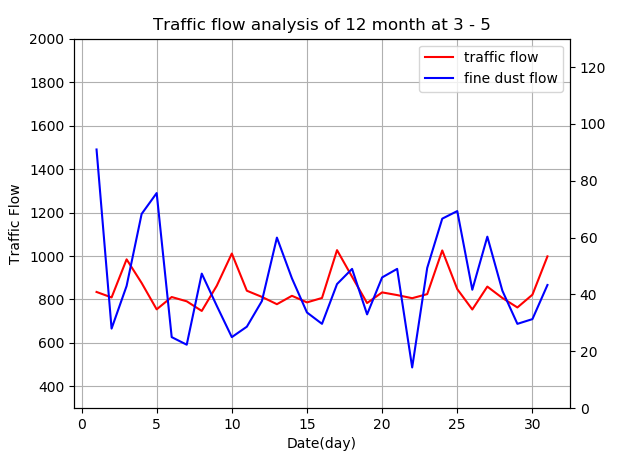 Traffic flow analysis of 12 month at 3 - 5
traffic flow
fine dust flow
2000
1800
1600
1400
1200
1000
800
600
400
120
100
80
60
40
20
0
Traffic Flow
0 5 10 15 20 25 30
Date(day)